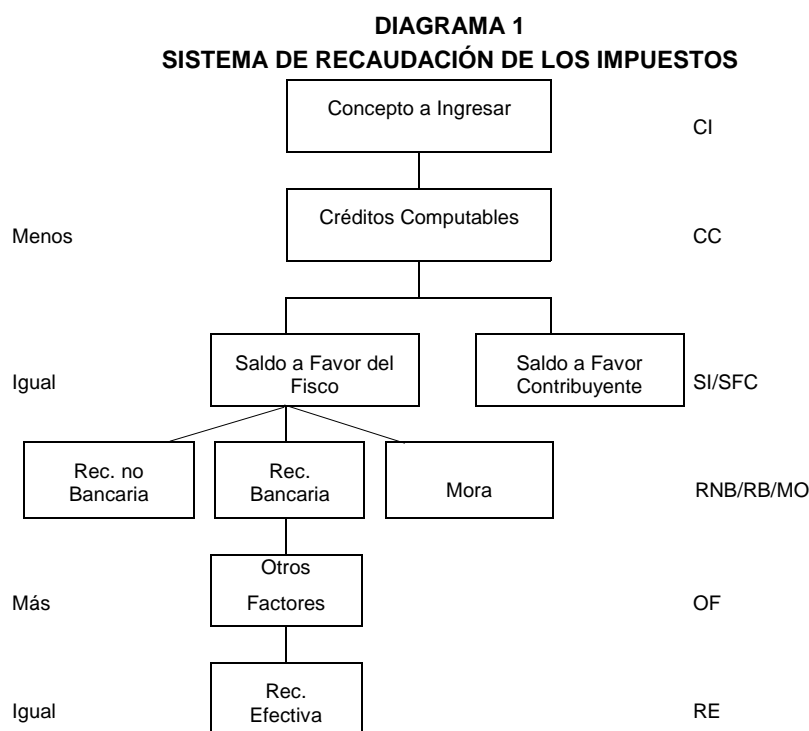 DIAGRAMA 1
SISTEMA DE RECAUDACIÓN DE LOS IMPUESTOS
Concepto a Ingresar
CI
Menos
Créditos Computables
CC
Igual
Saldo a Favor del
Fisco
Saldo a Favor
Contribuyente
SI/SFC
Rec. no
Bancaria
Rec.
Bancaria
Mora
RNB/RB/MO
Más
Otros
Factores
OF
Igual
Rec.
Efectiva
RE